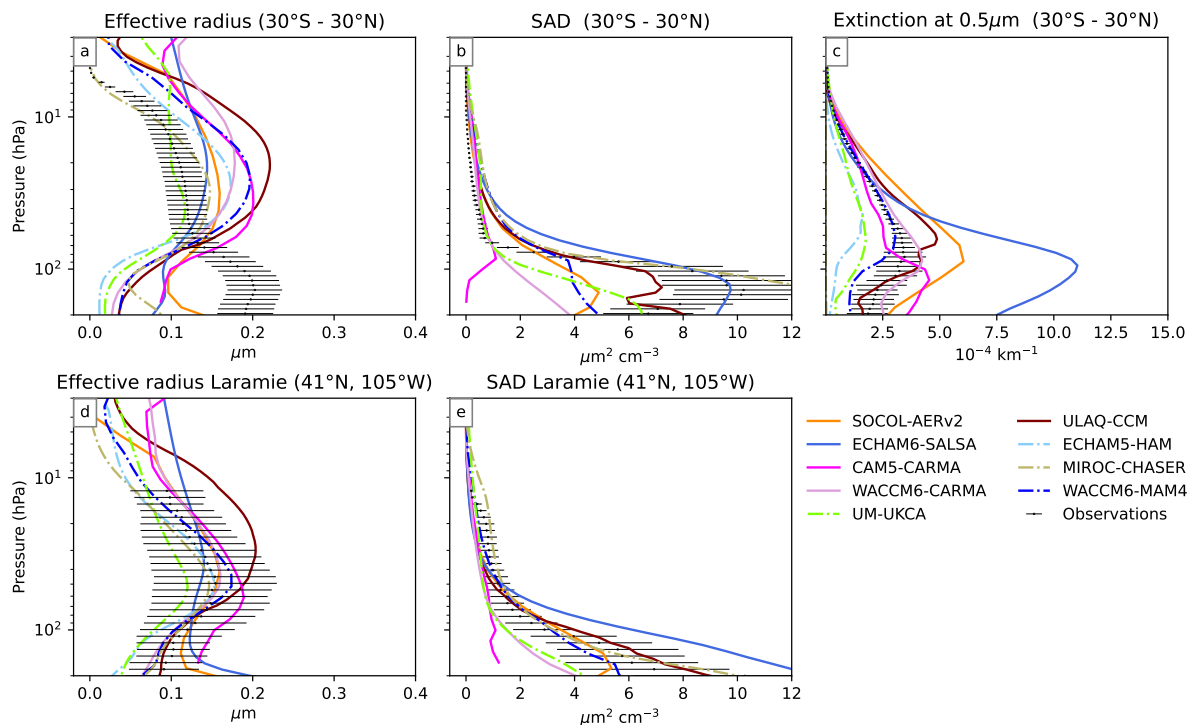 Effective radius (30°S - 30°N)
SAD (30°S - 30°N)
Extinction at 0.5μm (30°S - 30°N)
a
b
c
Pressure (hPa)
10¹
10²
0.0 0.1 0.2 0.3 0.4
μm
0 2 4 6 8 10 12
μm² cm⁻³
2.5 5.0 7.5 10.0 12.5 15.0
10⁻⁴ km⁻¹
Effective radius Laramie (41°N, 105°W)
SAD Laramie (41°N, 105°W)
d
e
Pressure (hPa)
10¹
10²
0.0 0.1 0.2 0.3 0.4
μm
0 2 4 6 8 10 12
μm² cm⁻³
SOCOL-AERv2
ECHAM6-SALSA
CAM5-CARMA
WACCM6-CARMA
UM-UKCA
ULAQ-CCM
ECHAM5-HAM
MIROC-CHASER
WACCM6-MAM4
Observations